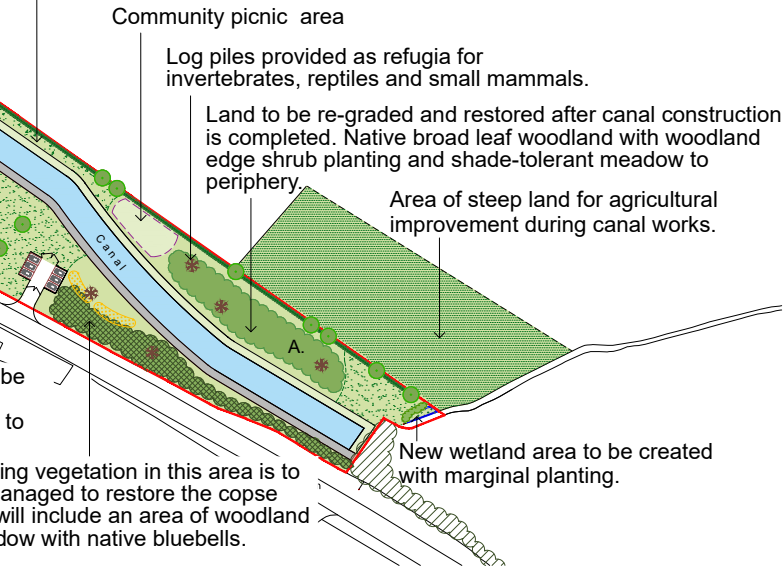 Community picnic area
Log piles provided as refugia for
invertebrates, reptiles and small mammals.
Land to be re-graded and restored after canal construction
is completed. Native broad leaf woodland with woodland
edge shrub planting and shade-tolerant meadow to
periphery.
Area of steep land for agricultural
improvement during canal works.
Canal
A.
be
to
New wetland area to be created
with marginal planting.
ing vegetation in this area is to
anaged to restore the copse
will include an area of woodland
dow with native bluebells.